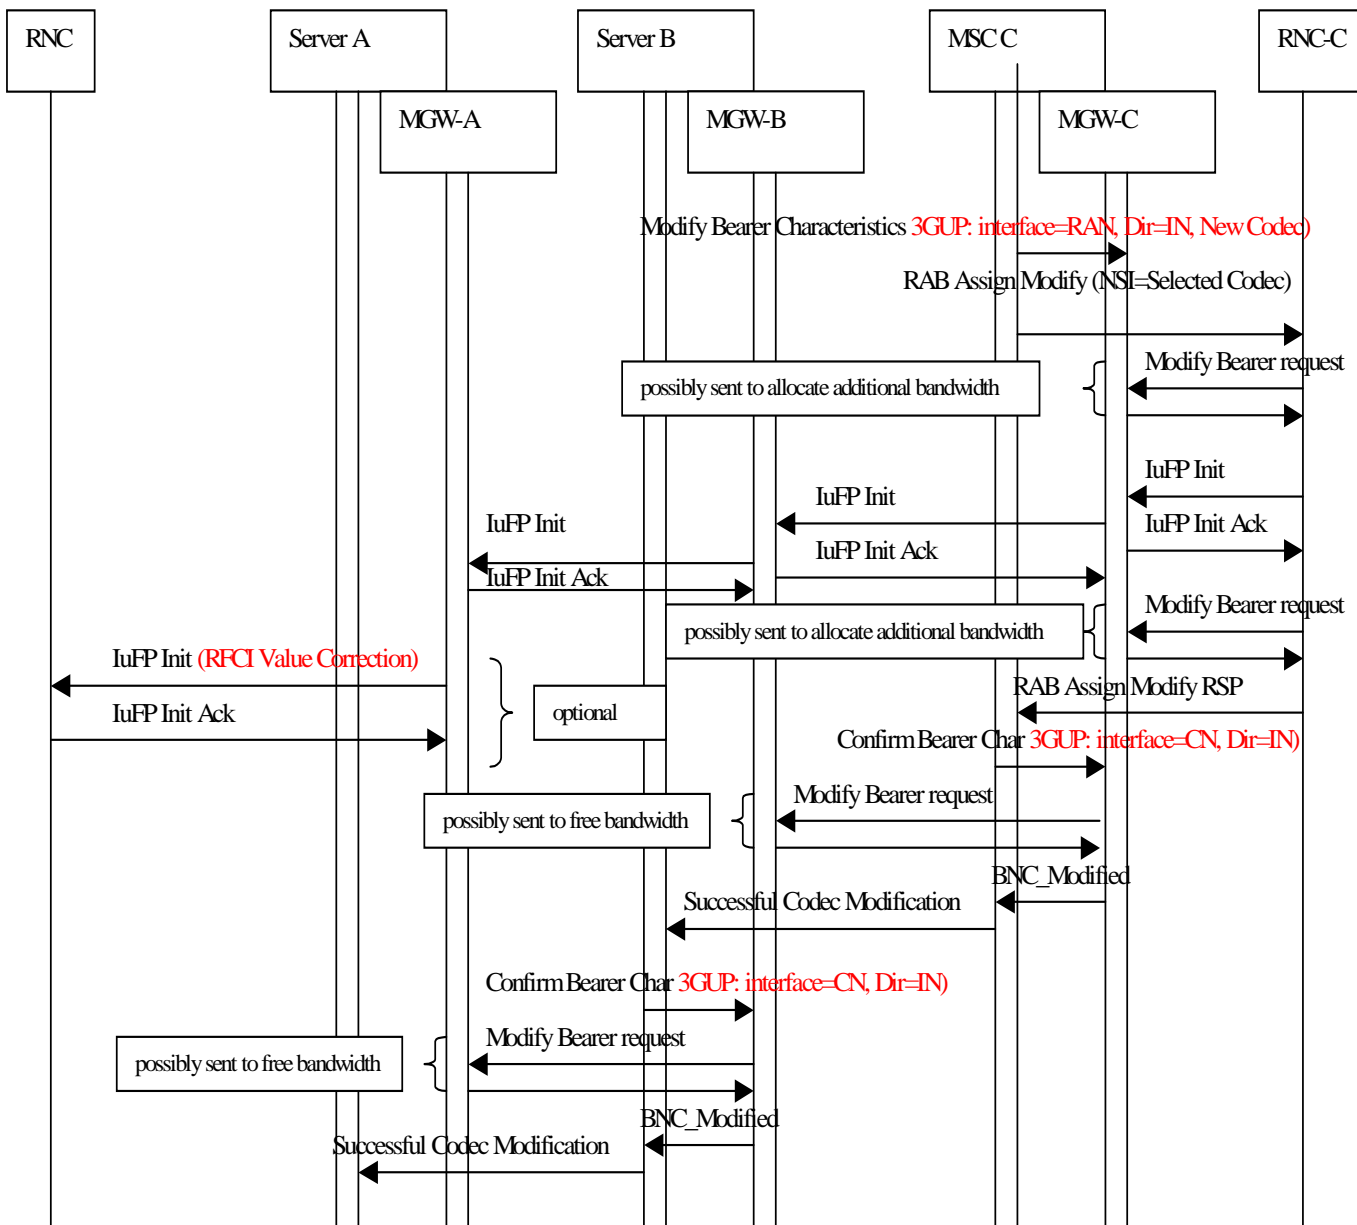 RNC
Server A
Server B
MSC C
RNC-C
MGW-A
MGW-B
MGW-C
Modify Bearer Characteristics 3GUP: interface=RAN, Dir=IN, New Codec)
RAB Assign Modify (NSI=Selected Codec)
Modify Bearer request
possibly sent to allocate additional bandwidth
IuFP Init
IuFP Init
IuFP Init
IuFP Init Ack
IuFP Init Ack
IuFP Init Ack
Modify Bearer request
possibly sent to allocate additional bandwidth
IuFP Init (RFCI Value Correction)
RAB Assign Modify RSP
IuFP Init Ack
optional
Confirm Bearer Char 3GUP: interface=CN, Dir=IN)
Modify Bearer request
possibly sent to free bandwidth
BNC_Modified
Successful Codec Modification
Confirm Bearer Char 3GUP: interface=CN, Dir=IN)
Modify Bearer request
possibly sent to free bandwidth
BNC_Modified
Successful Codec Modification